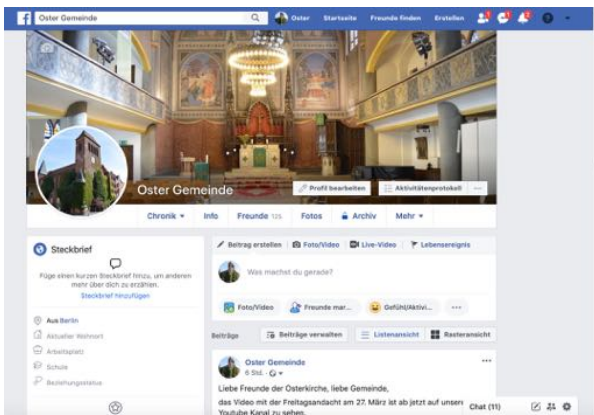 Oster Gemeinde
Oster Startseite Freunde finden Erstellen
Oster Gemeinde
Profil bearbeiten
Aktivitätenprotokoll
Chronik Info Freunde 125 Fotos Archiv Mehr
Steckbrief
Füge einen kurzen Steckbrief hinzu, um anderen
mehr über dich zu erzählen.
Steckbrief hinzufügen
Aus Berlin
Aktueller Wohnort
Arbeitsplatz
Schule
Beziehungsstatus
Beitrag erstellen Foto/Video Live-Video Lebensereignis
Was machst du gerade?
Foto/Video Freunde mar... Gefühl/Aktivi...
Beiträge Beiträge verwalten Listenansicht Rasteransicht
Oster Gemeinde
6 Std.
Liebe Freunde der Osterkirche, liebe Gemeinde,
das Video mit der Freitagsandacht am 27. März ist ab jetzt auf unserem
Youtube Kanal zu sehen.
Chat (11)